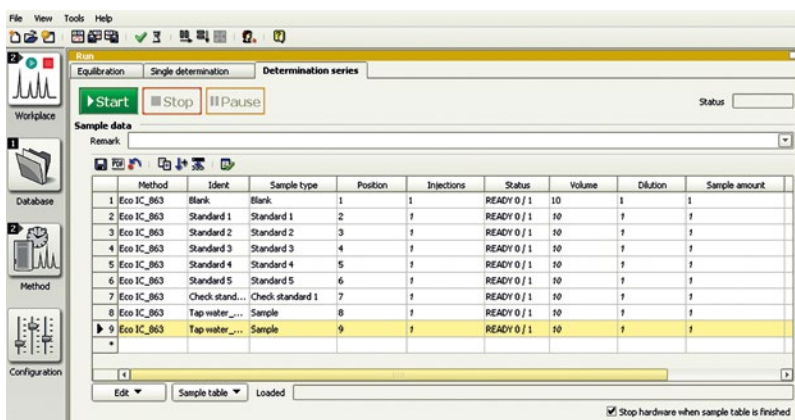 File View Tools Help
Run
Equilibration Single determination Determination series
Start Stop Pause Status
Workplace
Sample data
Remark
Method Ident Sample type Position Injections Status Volume Dilution Sample amount
1 Eco IC_863 Blank Blank 1 1 READY 0 / 1 10 1 1
2 Eco IC_863 Standard 1 Standard 1 2 1 READY 0 / 1 10 1 1
3 Eco IC_863 Standard 2 Standard 2 3 1 READY 0 / 1 10 1 1
4 Eco IC_863 Standard 3 Standard 3 4 1 READY 0 / 1 10 1 1
5 Eco IC_863 Standard 4 Standard 4 5 1 READY 0 / 1 10 1 1
6 Eco IC_863 Standard 5 Standard 5 6 1 READY 0 / 1 10 1 1
7 Eco IC_863 Check stand... Check standard 1 7 1 READY 0 / 1 10 1 1
8 Eco IC_863 Tap water_... Sample 8 1 READY 0 / 1 10 1 1
9 Eco IC_863 Tap water_... Sample 9 1 READY 0 / 1 10 1 1
*
Database
Method
Configuration
Edit Sample table Loaded
Stop hardware when sample table is finished